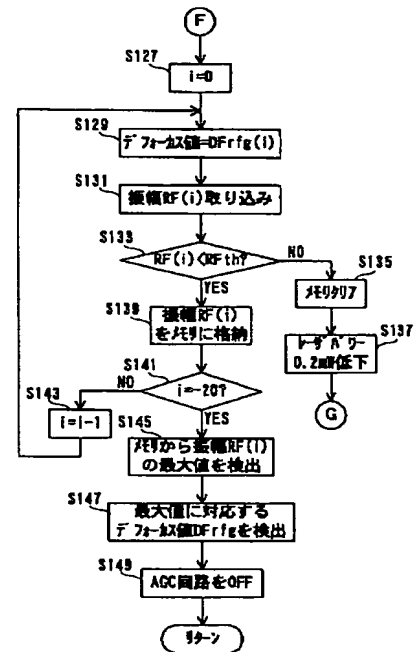 F
S127
i=0
S129
デフォーカス値=DFrfg(i)
S131
振幅RF(i)取り込み
S133
RF(i)<RFth?
NO
S135
メモリクリア
YES
S137
レーザパワー
0.2mW低下
G
S139
振幅RF(i)
をメモリに格納
S141
i=-20?
NO
S143
i=i-1
YES
S145
メモリから振幅RF(i)
の最大値を検出
S147
最大値に対応する
デフォーカス値DFrfgを検出
S149
AGC回路をOFF
リターン